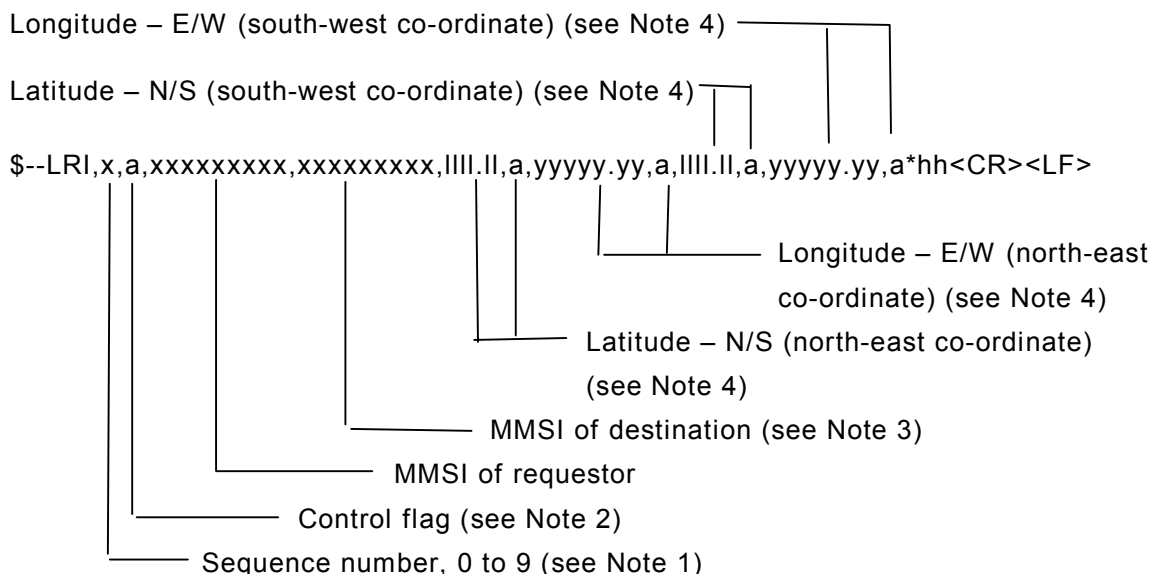 Longitude – E/W (south-west co-ordinate) (see Note 4)
Latitude – N/S (south-west co-ordinate) (see Note 4)
$--LRI,x,a,xxxxxxxxx,xxxxxxxxx,llll.ll,a,yyyyy.yy,a,llll.ll,a,yyyyy.yy,a*hh<CR><LF>
Longitude – E/W (north-east
co-ordinate) (see Note 4)
Latitude – N/S (north-east co-ordinate)
(see Note 4)
MMSI of destination (see Note 3)
MMSI of requestor
Control flag (see Note 2)
Sequence number, 0 to 9 (see Note 1)